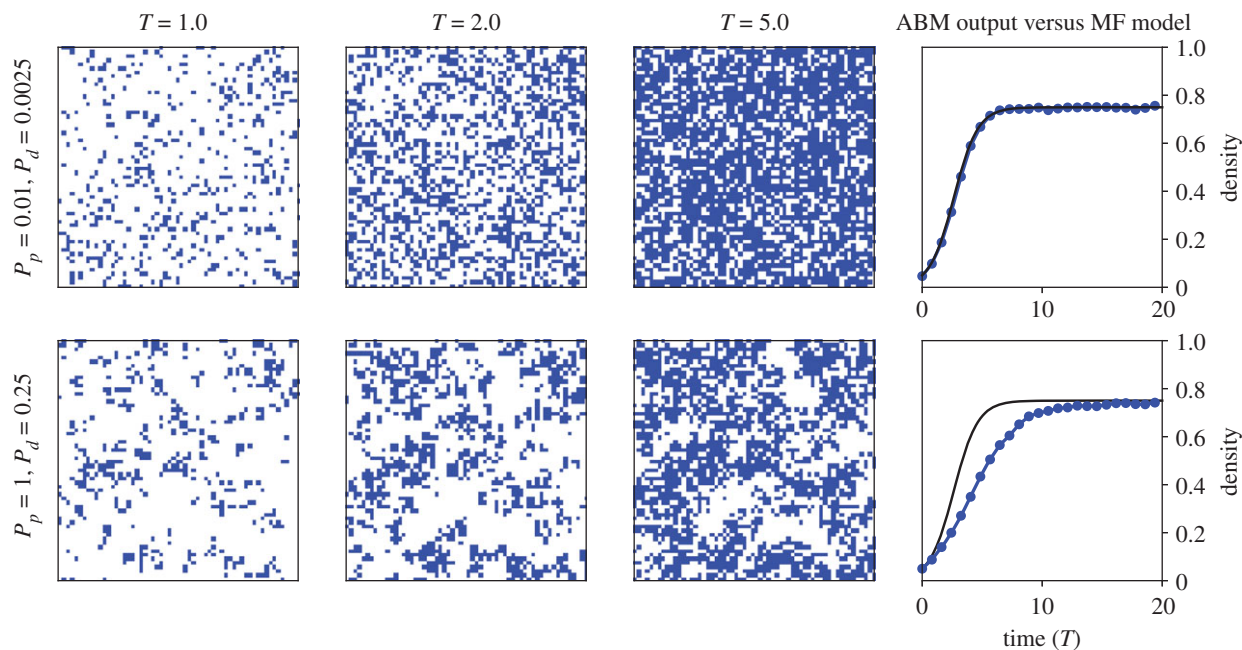 T = 1.0
T = 2.0
T = 5.0
ABM output versus MF model
P_p = 0.01, P_d = 0.0025
1.0
0.8
0.6
0.4
0.2
0
density
0
10
20
P_p = 1, P_d = 0.25
1.0
0.8
0.6
0.4
0.2
0
density
0
10
20
time (T)